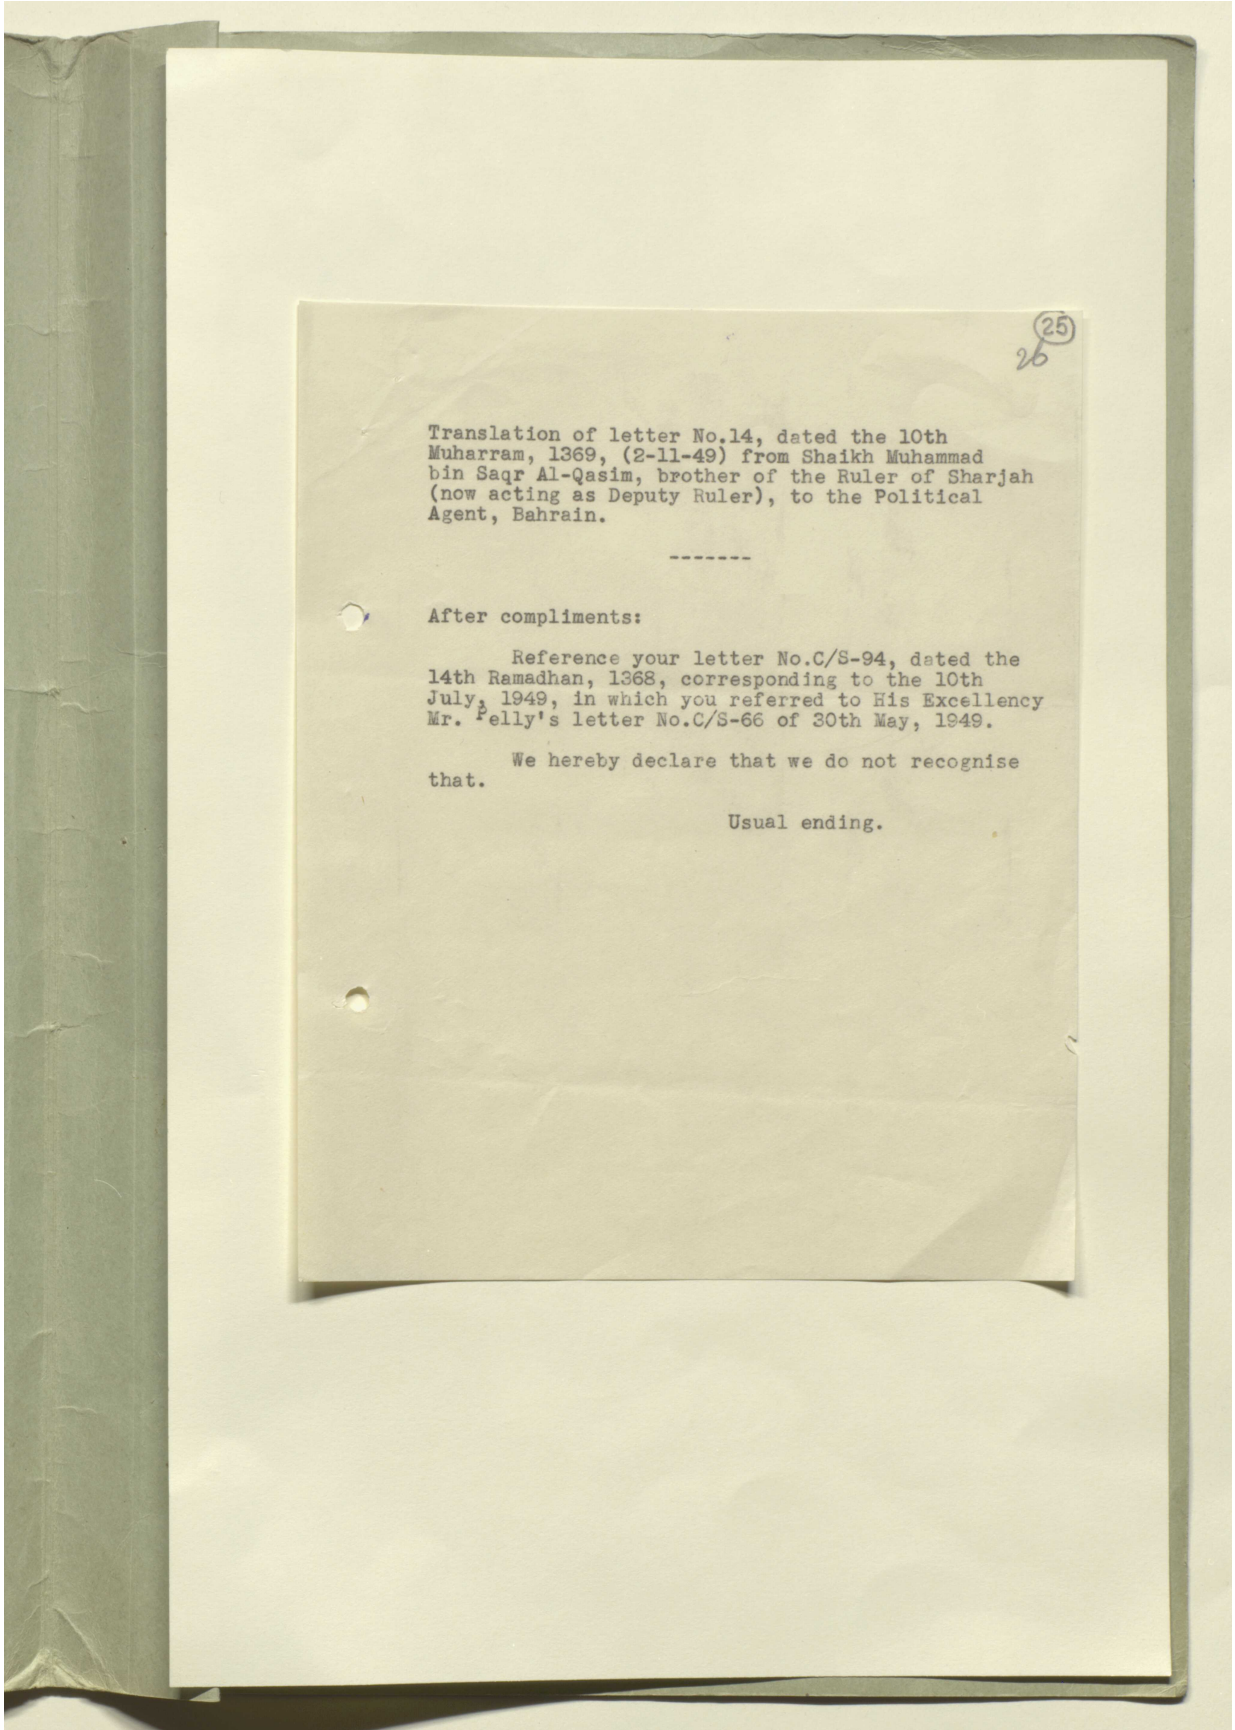 25
26
Translation of letter No.14, dated the 10th
Muharram, 1369, (2-11-49) from Shaikh Muhammad
bin Saqr Al-Qasim, brother of the Ruler of Sharjah
(now acting as Deputy Ruler), to the Political
Agent, Bahrain.
-------
After compliments:
Reference your letter No.C/S-94, dated the
14th Ramadhan, 1368, corresponding to the 10th
July, 1949, in which you referred to His Excellency
Mr. Pelly's letter No.C/S-66 of 30th May, 1949.
We hereby declare that we do not recognise
that.
Usual ending.